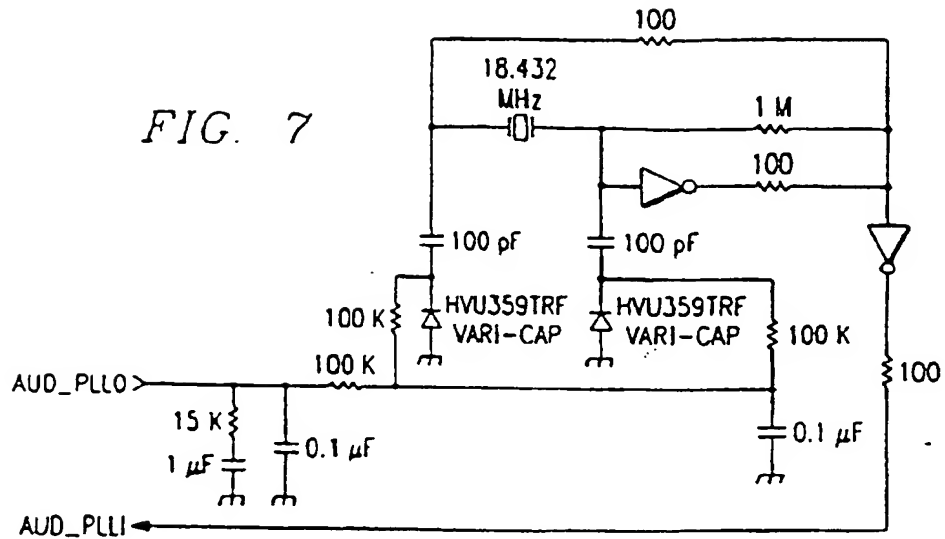 100
18.432
MHz
FIG. 7
1 M
100
100 pF
100 pF
HVU359TRF
VARI-CAP
HVU359TRF
VARI-CAP
100 K
100 K
100 K
100
AUD_PLLO
15 K
1 µF
0.1 µF
0.1 µF
AUD_PLLI